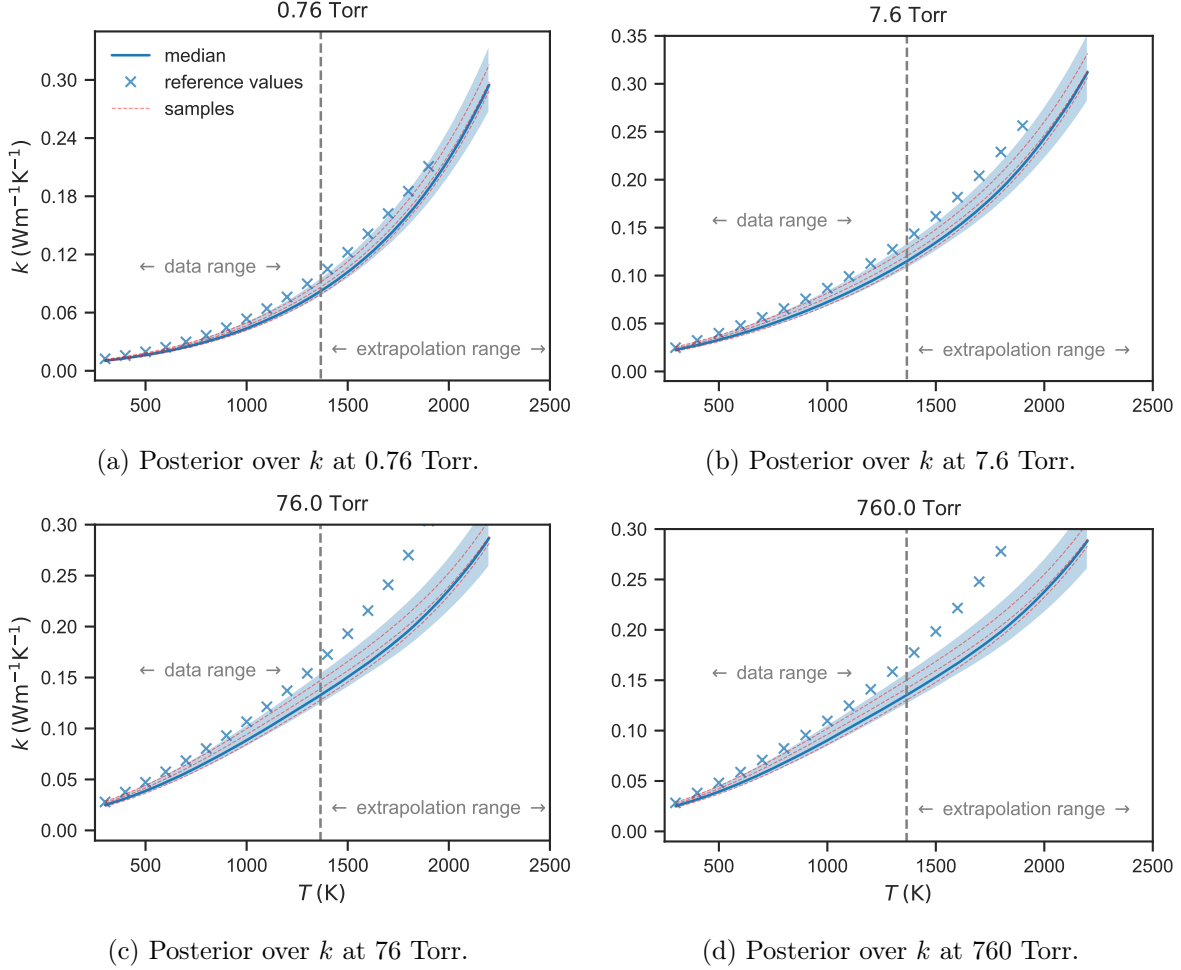 0.76 Torr
7.6 Torr
median
reference values
samples
k (Wm⁻¹K⁻¹)
0.30
0.24
0.18
0.12
0.06
0.00
← data range →
← extrapolation range →
500 1000 1500 2000 2500
0.35
0.30
0.25
0.20
0.15
0.10
0.05
0.00
← data range →
← extrapolation range →
500 1000 1500 2000 2500
(a) Posterior over k at 0.76 Torr.
(b) Posterior over k at 7.6 Torr.
76.0 Torr
760.0 Torr
k (Wm⁻¹K⁻¹)
0.30
0.25
0.20
0.15
0.10
0.05
0.00
← data range →
← extrapolation range →
500 1000 1500 2000 2500
T (K)
0.30
0.25
0.20
0.15
0.10
0.05
0.00
← data range →
← extrapolation range →
500 1000 1500 2000 2500
T (K)
(c) Posterior over k at 76 Torr.
(d) Posterior over k at 760 Torr.